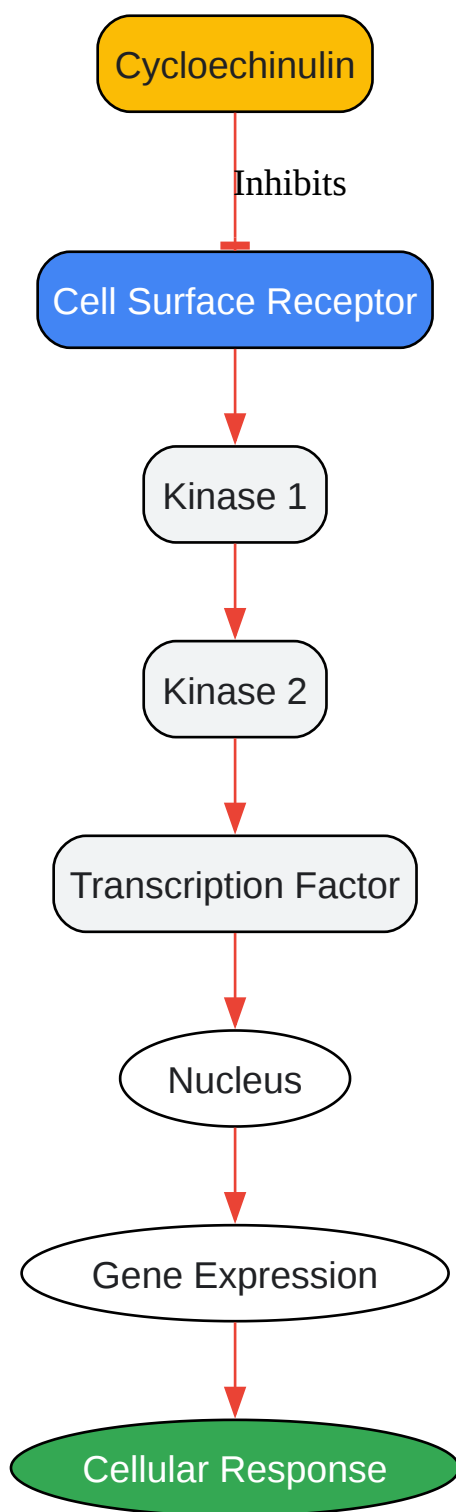 Cycloechinulin
Inhibits
Cell Surface Receptor
Kinase 1
Kinase 2
Transcription Factor
Nucleus
Gene Expression
Cellular Response